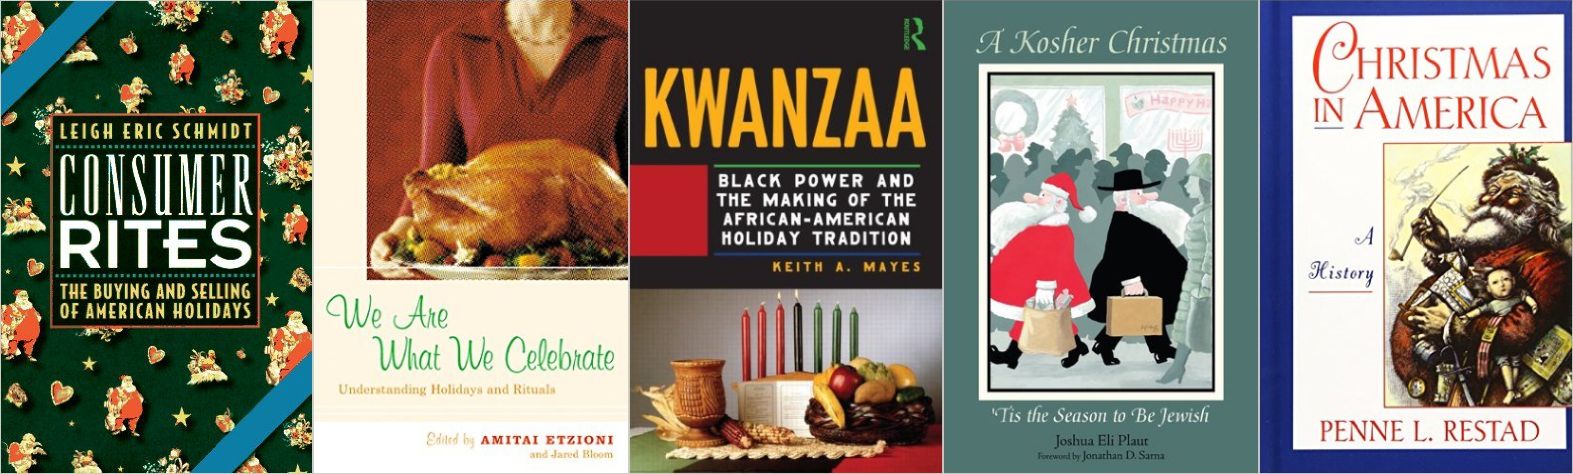 LEIGH ERIC SCHMIDT
CONSUMER
RITES
THE BUYING AND SELLING
OF AMERICAN HOLIDAYS
We Are
What We Celebrate
Understanding Holidays and Rituals
Edited by AMITAI ETZIONI
and Jared Bloom
ROUTLEDGE
KWANZAA
BLACK POWER AND
THE MAKING OF THE
AFRICAN-AMERICAN
HOLIDAY TRADITION
KEITH A. MAYES
A Kosher Christmas
Happy Ho
'Tis the Season to Be Jewish
Joshua Eli Plaut
Foreword by Jonathan D. Sarna
CHRISTMAS
IN AMERICA
A
History
PENNE L. RESTAD